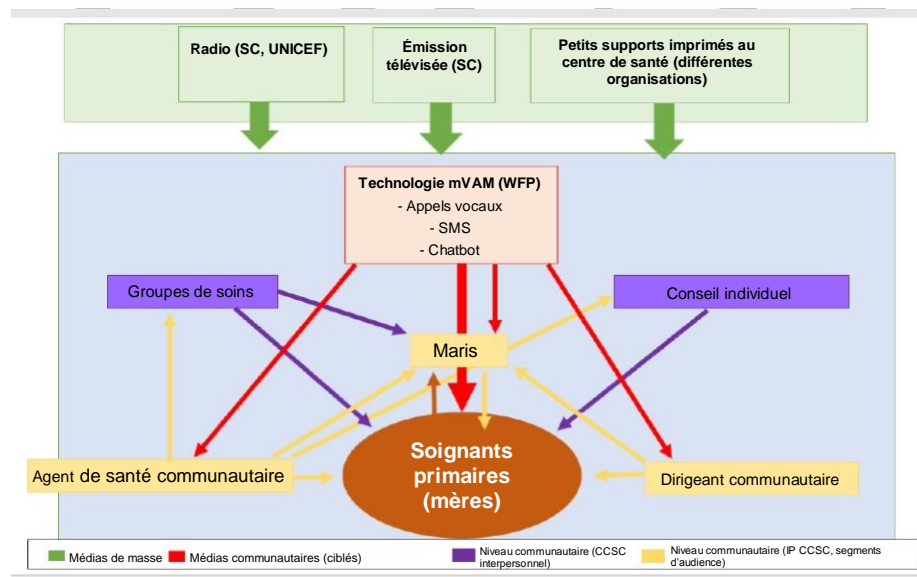 Radio (SC, UNICEF)
Émission
télévisée (SC)
Petits supports imprimés au
centre de santé (différentes
organisations)
Technologie mVAM (WFP)
- Appels vocaux
- SMS
- Chatbot
Groupes de soins
Conseil individuel
Maris
Soignants
primaires
(mères)
Agent de santé communautaire
Dirigeant communautaire
Médias de masse
Médias communautaires (ciblés)
Niveau communautaire (CCSC
interpersonnel)
Niveau communautaire (IP CCSC, segments
d'audience)